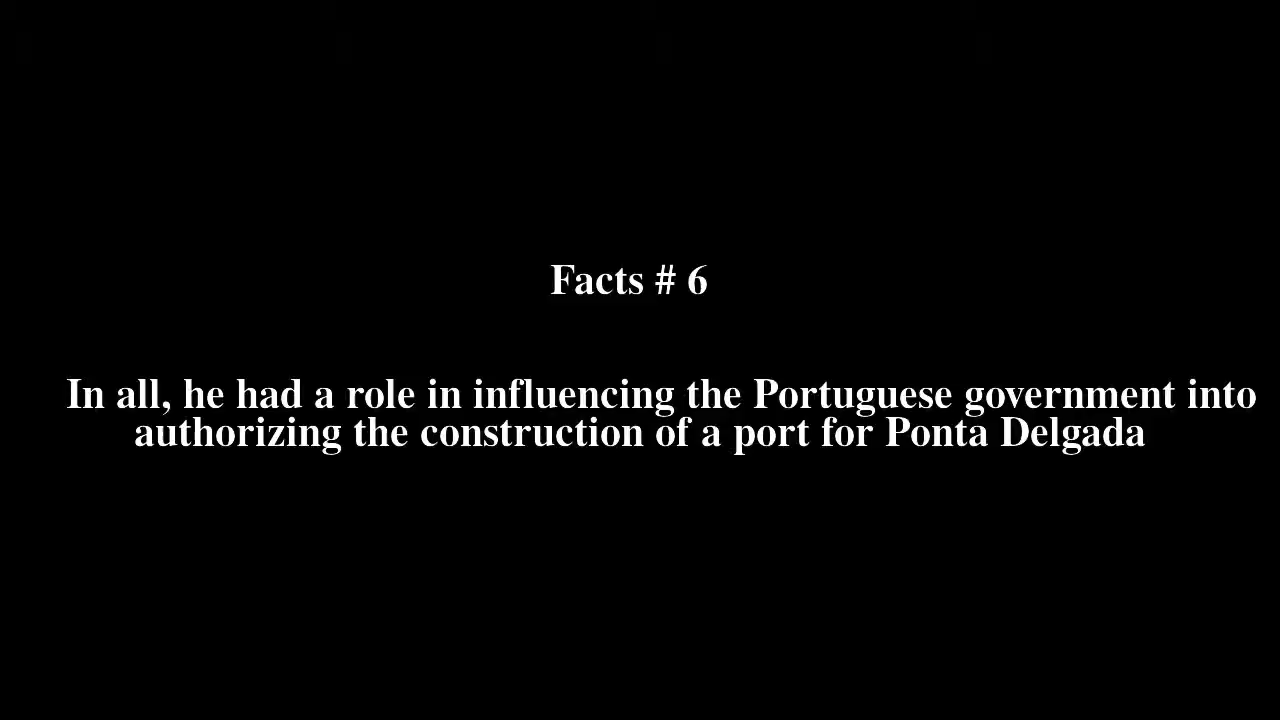 Facts # 6
In all, he had a role in influencing the Portuguese government into
authorizing the construction of a port for Ponta Delgada